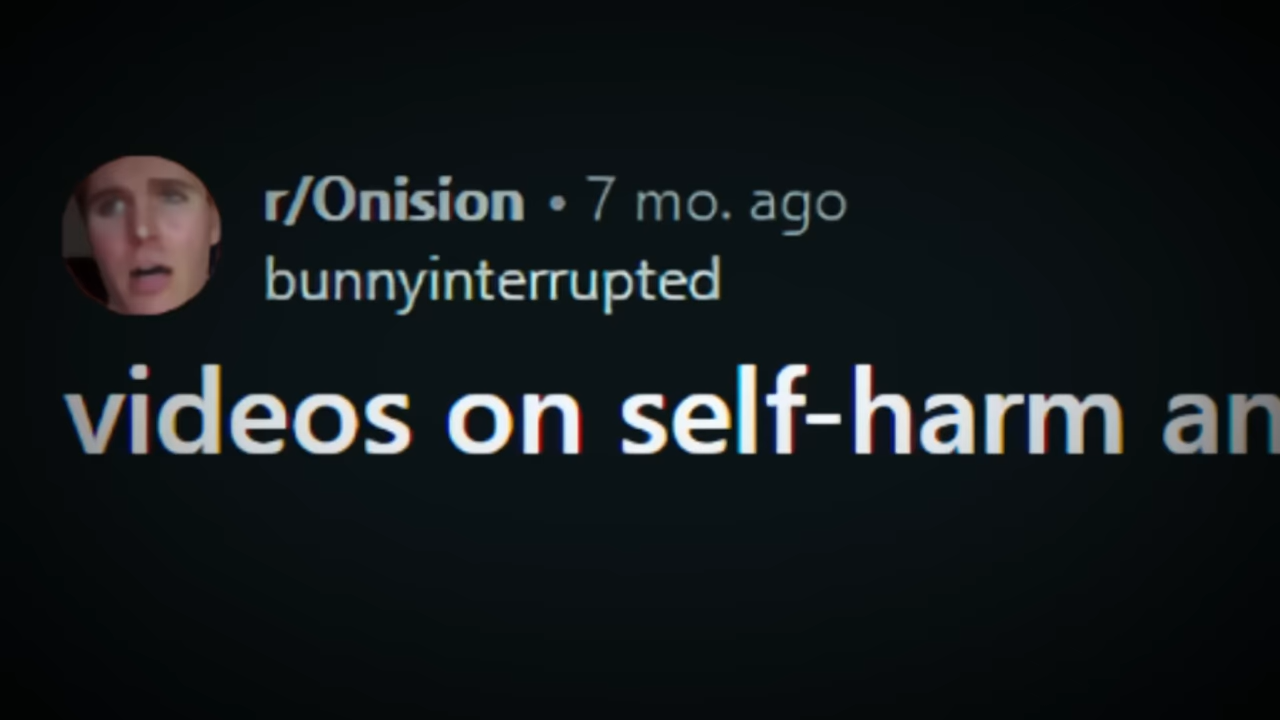 r/Onision • 7 mo. ago
bunnyinterrupted
videos on self-harm an